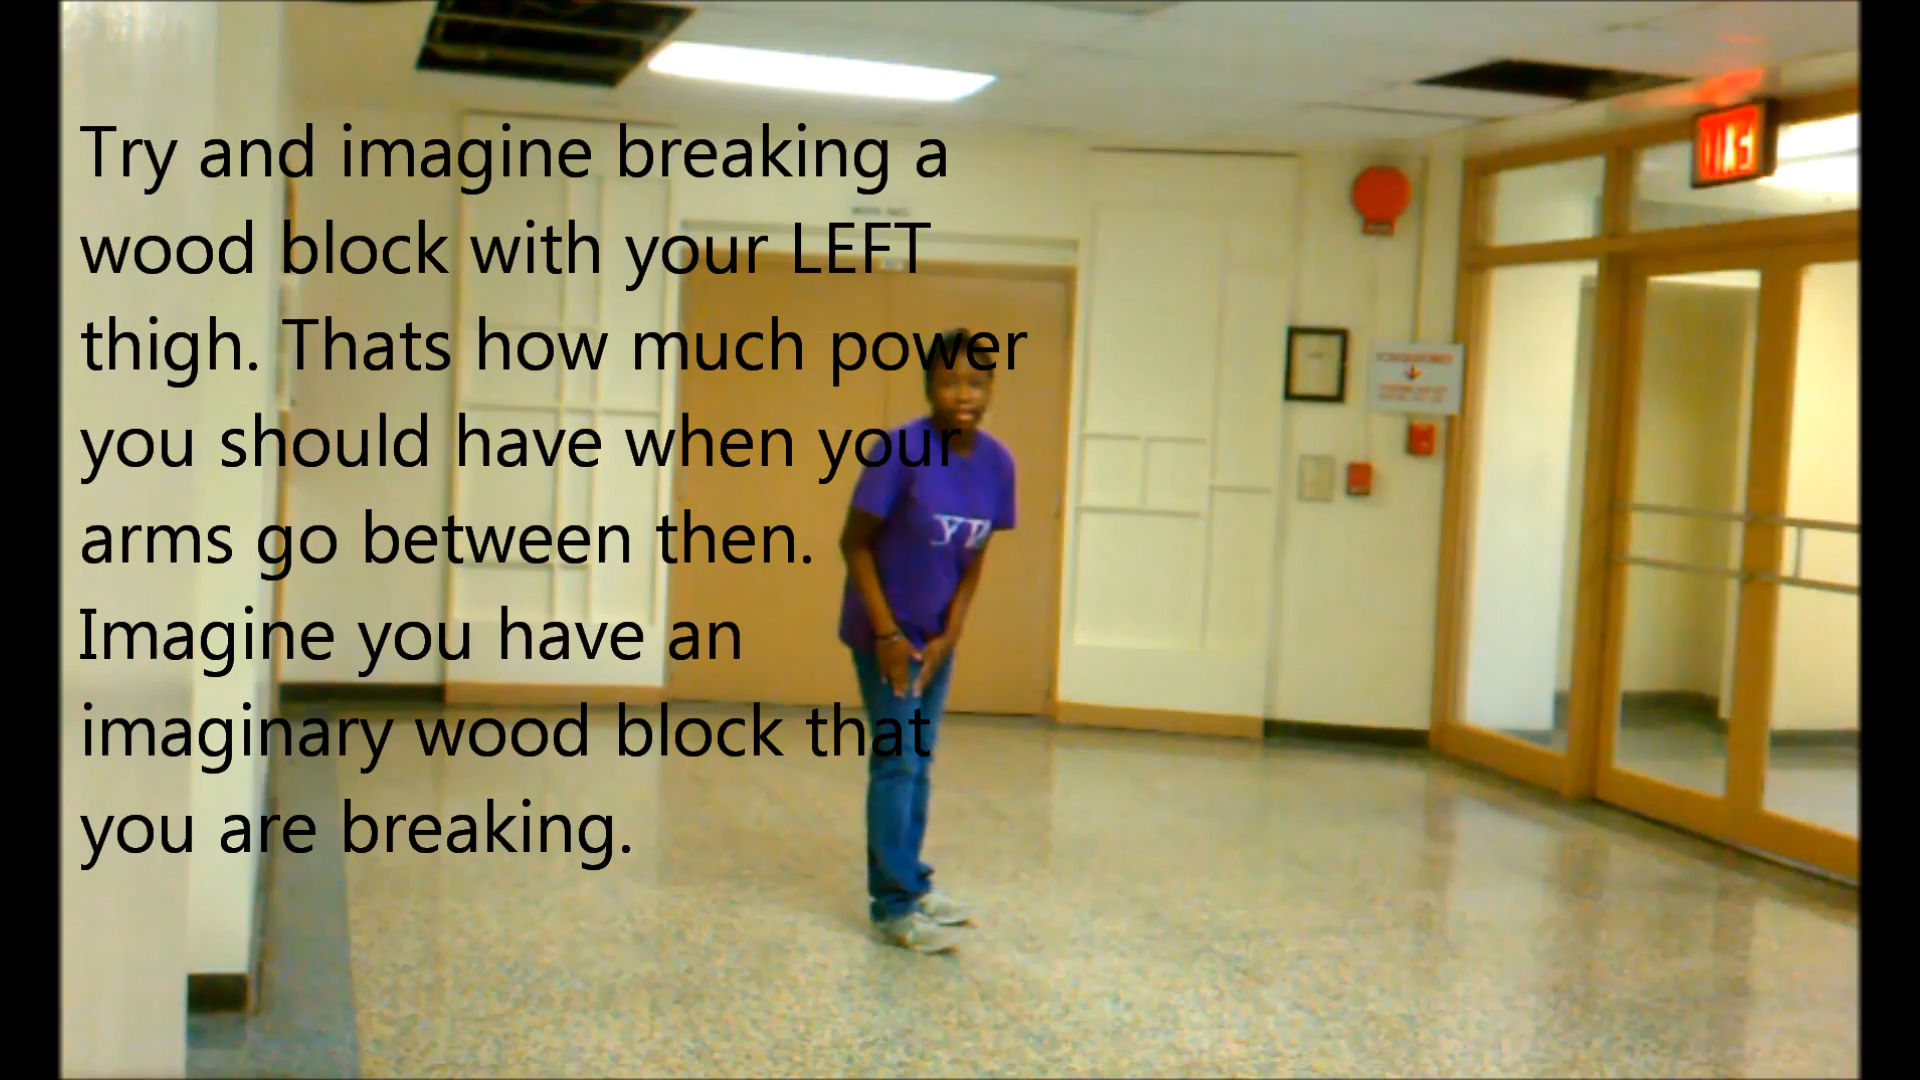 Try and imagine breaking a
wood block with your LEFT
thigh. Thats how much power
you should have when your
arms go between then.
Imagine you have an
imaginary wood block that
you are breaking.